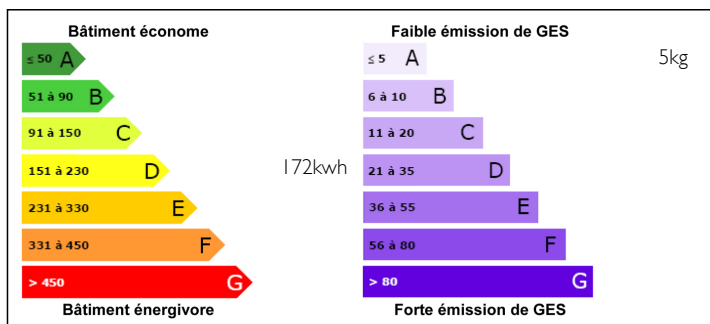 Bâtiment économe
≤ 50 A
51 à 90 B
91 à 150 C
151 à 230 D
172kwh
231 à 330 E
331 à 450 F
> 450 G
Bâtiment énergivore
Faible émission de GES
≤ 5 A
5kg
6 à 10 B
11 à 20 C
21 à 35 D
36 à 55 E
56 à 80 F
> 80 G
Forte émission de GES